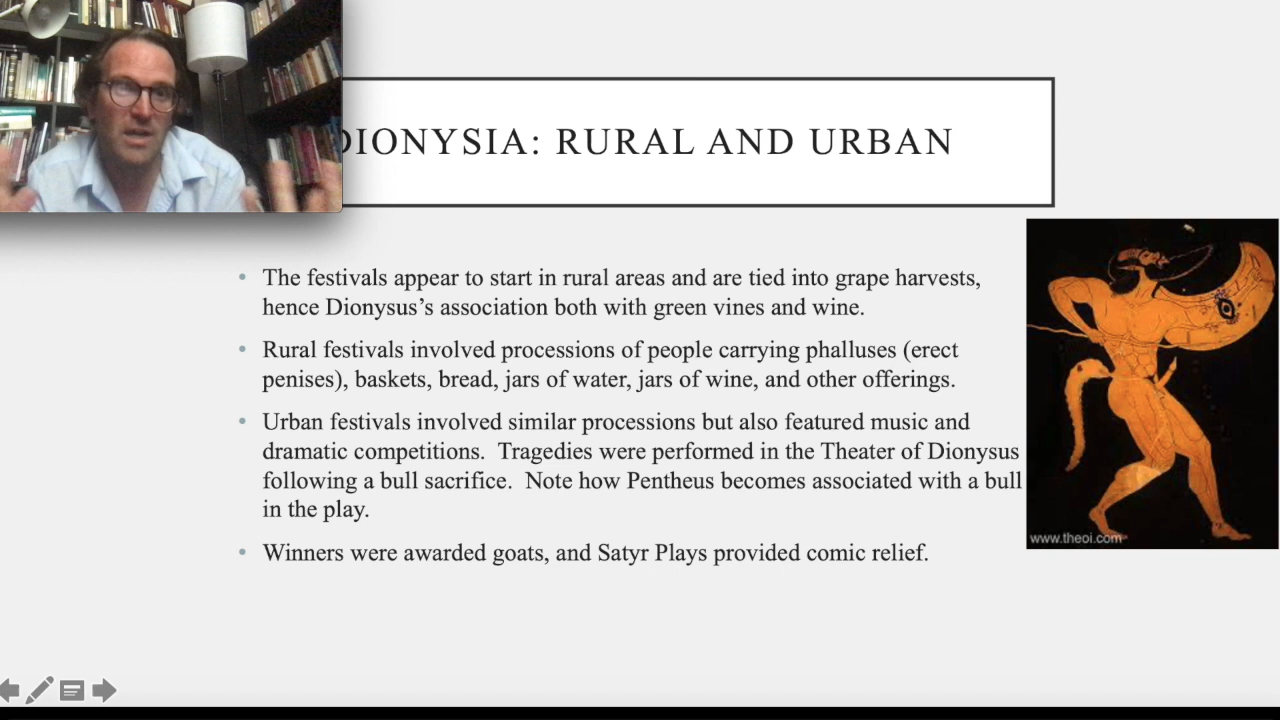 DIONYSIA: RURAL AND URBAN
• The festivals appear to start in rural areas and are tied into grape harvests,
hence Dionysus’s association both with green vines and wine.
• Rural festivals involved processions of people carrying phalluses (erect
penises), baskets, bread, jars of water, jars of wine, and other offerings.
• Urban festivals involved similar processions but also featured music and
dramatic competitions.  Tragedies were performed in the Theater of Dionysus
following a bull sacrifice.  Note how Pentheus becomes associated with a bull
in the play.
• Winners were awarded goats, and Satyr Plays provided comic relief.
www.theoi.com